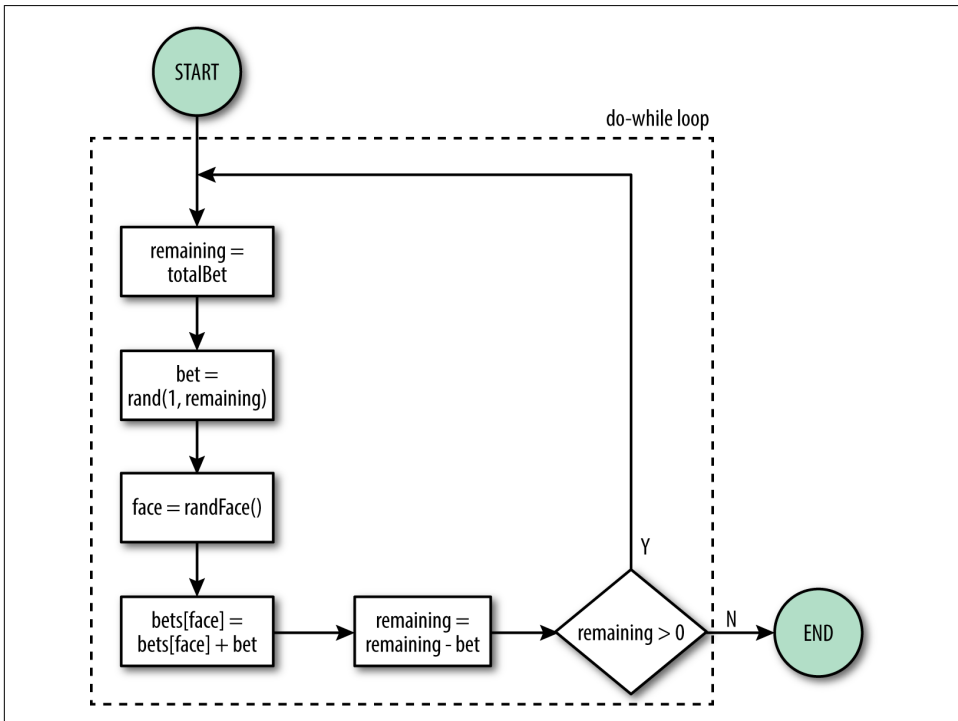 START
do-while loop
remaining =
totalBet
bet =
rand(1, remaining)
face = randFace()
bets[face] =
bets[face] + bet
remaining =
remaining - bet
remaining > 0
Y
N
END